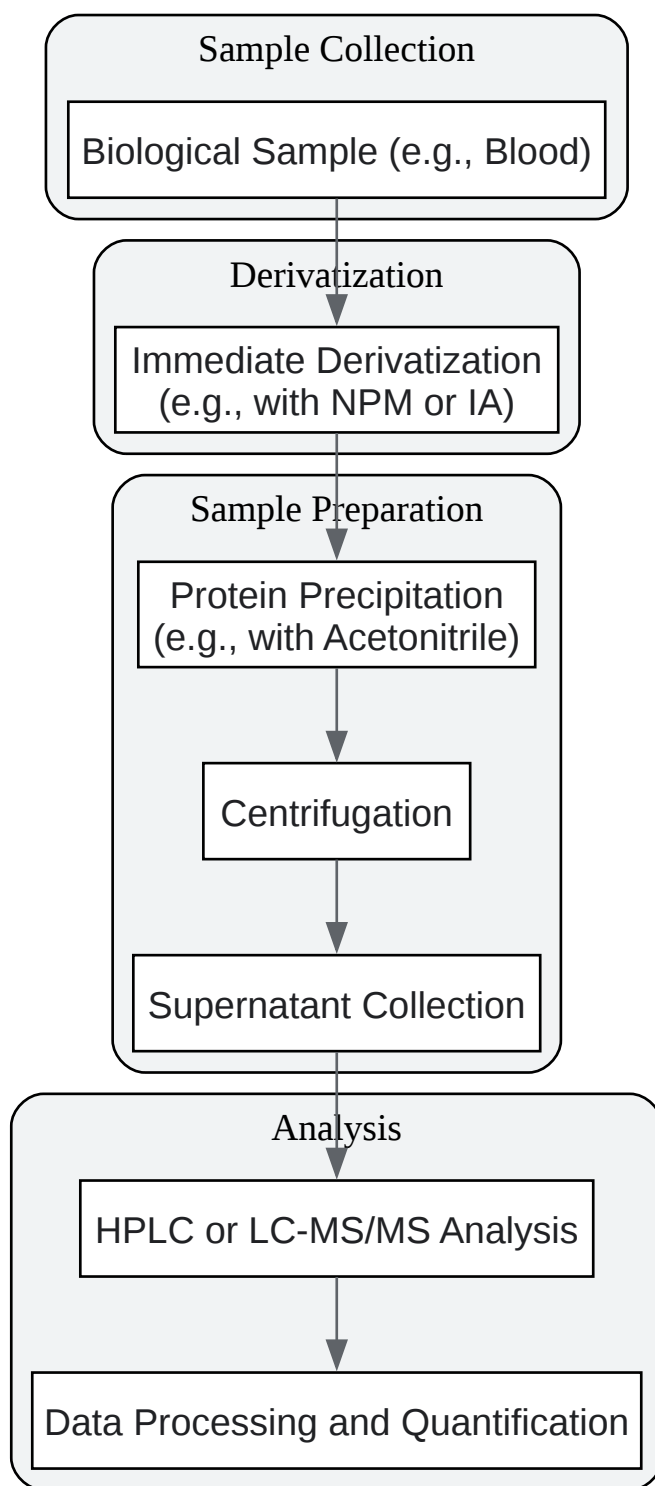 Sample Collection
Biological Sample (e.g., Blood)
Derivatization
Immediate Derivatization
(e.g., with NPM or IA)
Sample Preparation
Protein Precipitation
(e.g., with Acetonitrile)
Centrifugation
Supernatant Collection
Analysis
HPLC or LC-MS/MS Analysis
Data Processing and Quantification